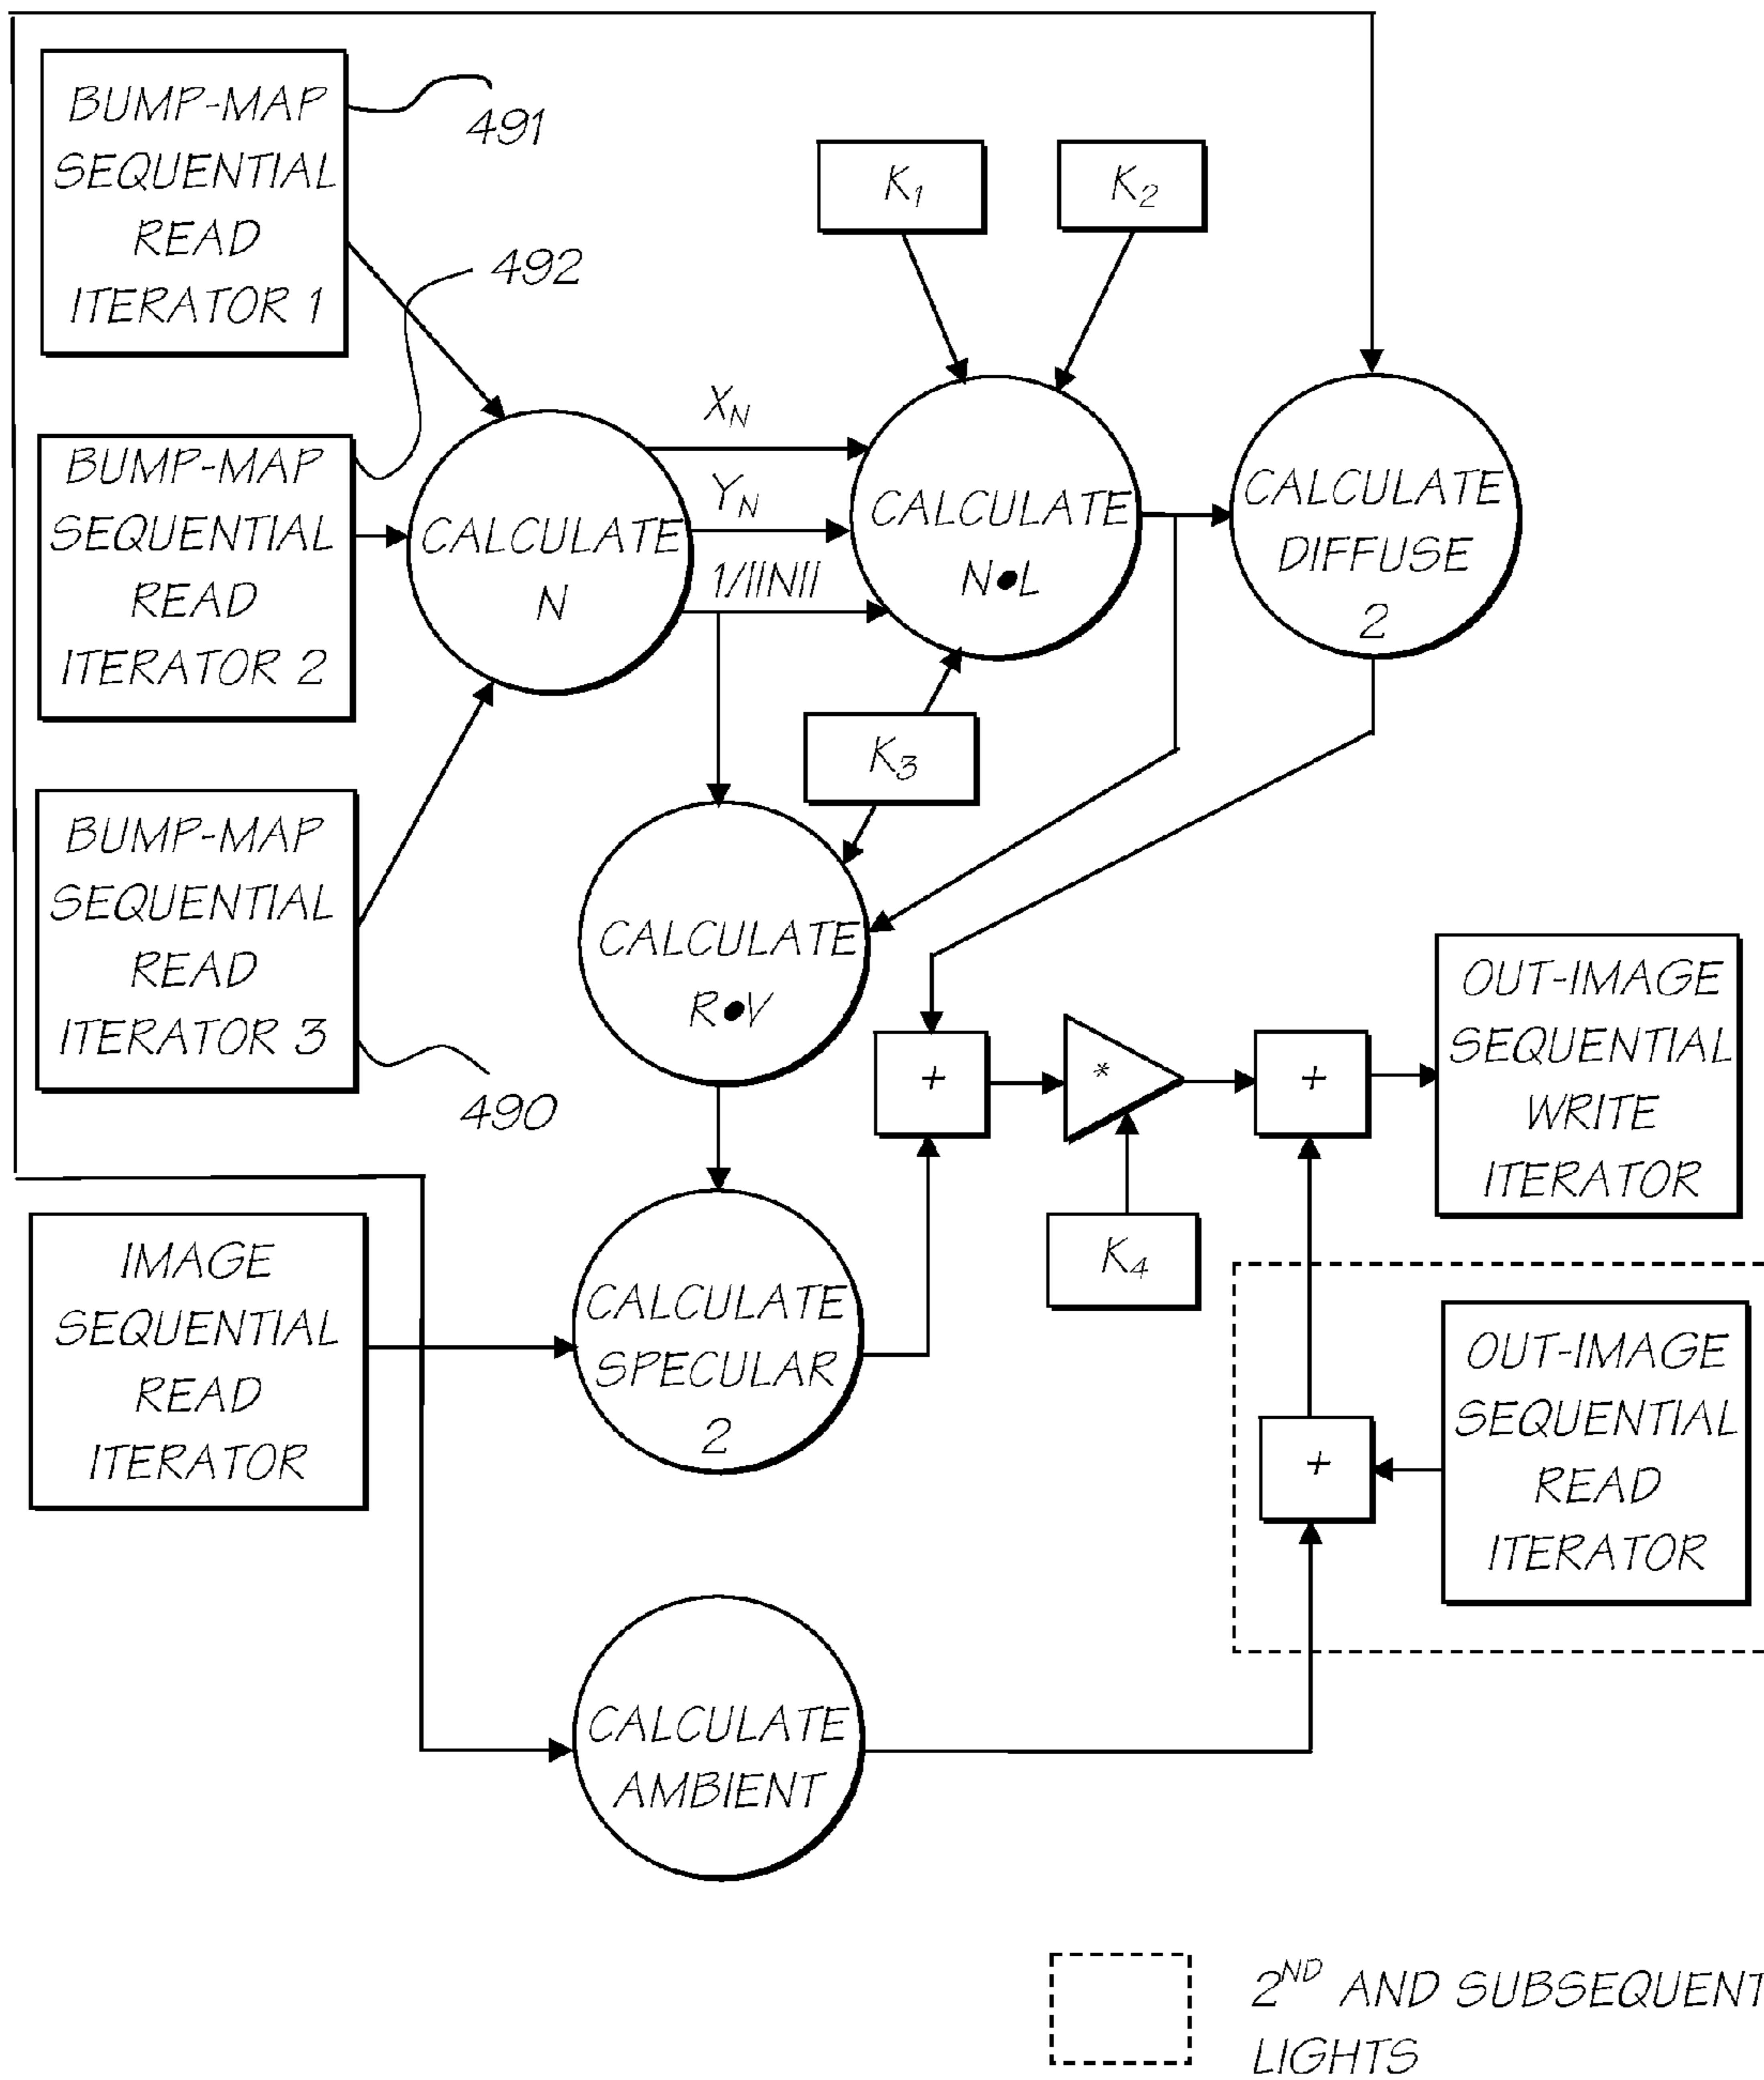 BUMP-MAP
SEQUENTIAL
READ
ITERATOR 1
491
492
K1
K2
BUMP-MAP
SEQUENTIAL
READ
ITERATOR 2
CALCULATE
N
XN
YN
1/||N||
CALCULATE
N●L
CALCULATE
DIFFUSE
2
K3
BUMP-MAP
SEQUENTIAL
READ
ITERATOR 3
490
CALCULATE
R●V
+
*
+
K4
OUT-IMAGE
SEQUENTIAL
WRITE
ITERATOR
IMAGE
SEQUENTIAL
READ
ITERATOR
CALCULATE
SPECULAR
2
+
OUT-IMAGE
SEQUENTIAL
READ
ITERATOR
CALCULATE
AMBIENT
2ND AND SUBSEQUENT
LIGHTS